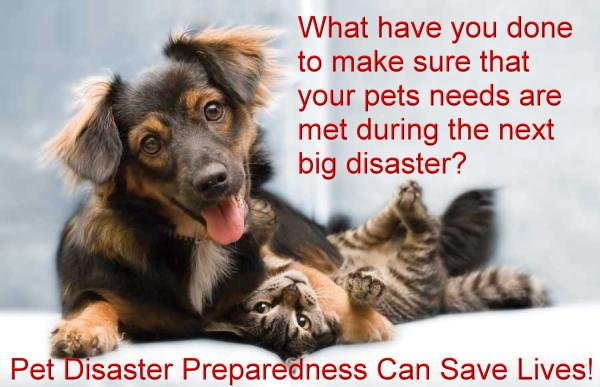 What have you done
to make sure that
your pets needs are
met during the next
big disaster?
Pet Disaster Preparedness Can Save Lives!